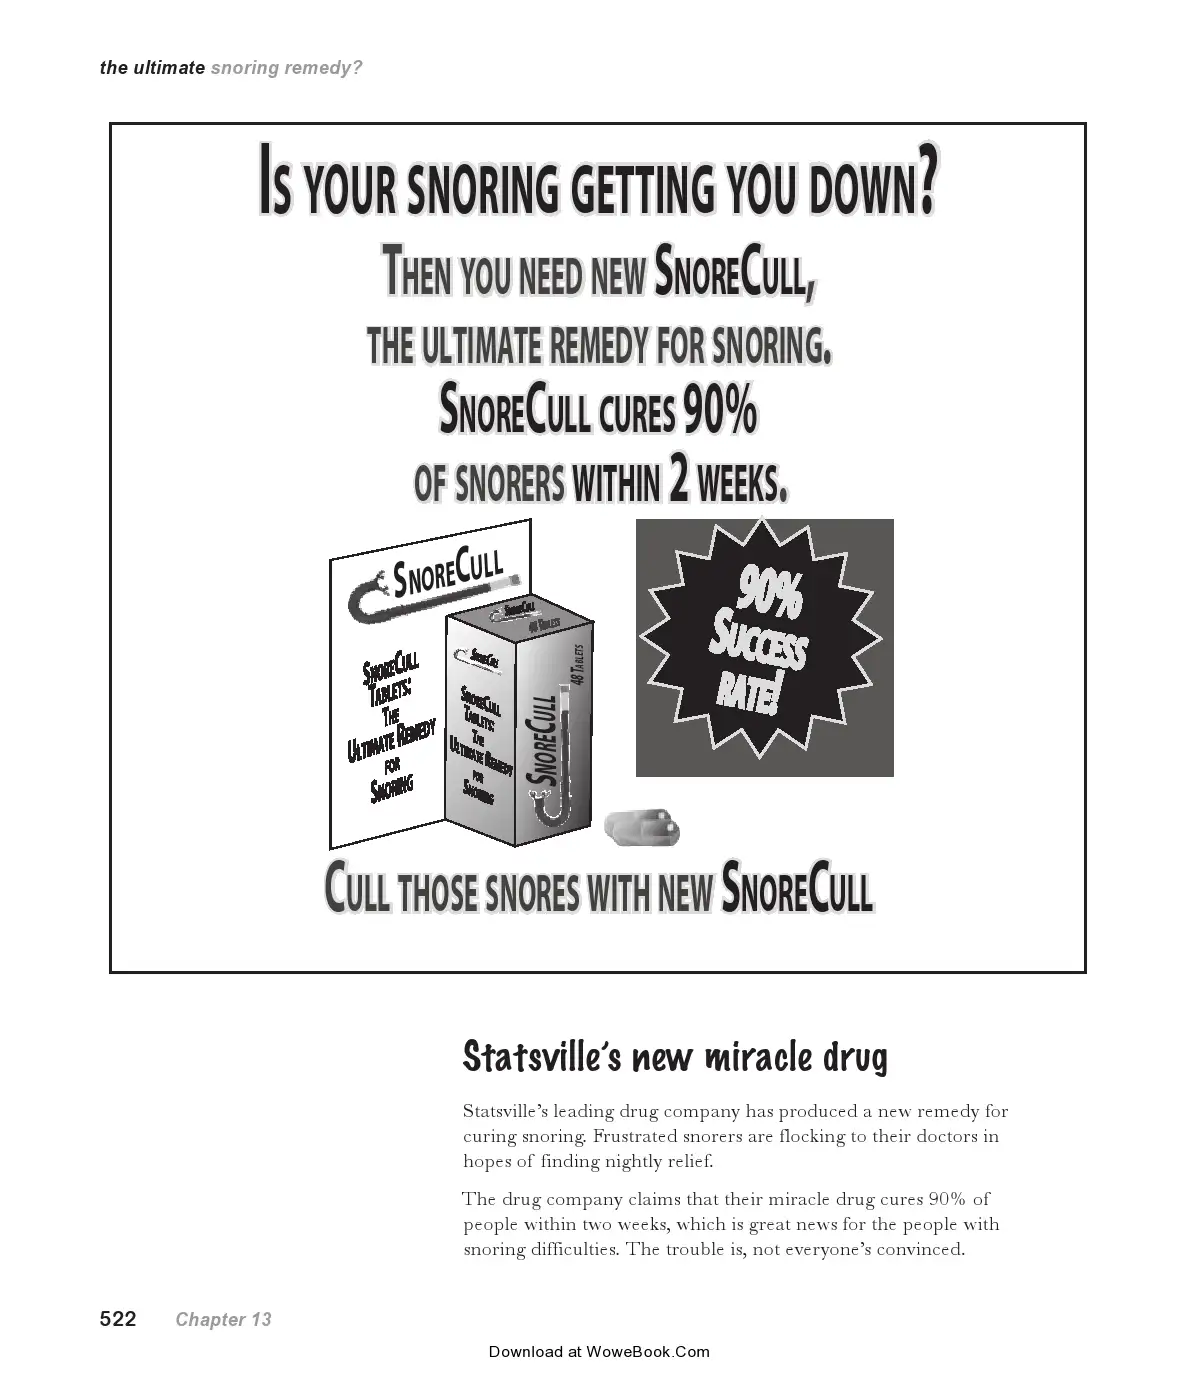 the ultimate snoring remedy?
Is your snoring getting you down?
Then you need new SnoreCull,
the ultimate remedy for snoring.
SnoreCull cures 90%
of snorers within 2 weeks.
SnoreCull
SnoreCull
Tablets:
The
Ultimate Remedy
for
Snoring
SnoreCull
48 Tablets
SnoreCull
SnoreCull
Tablets:
The
Ultimate Remedy
for
Snoring
SnoreCull
48 Tablets
90%
Success
rate!
Cull those snores with new SnoreCull
Statsville’s new miracle drug
Statsville’s leading drug company has produced a new remedy for
curing snoring. Frustrated snorers are flocking to their doctors in
hopes of finding nightly relief.
The drug company claims that their miracle drug cures 90% of
people within two weeks, which is great news for the people with
snoring difficulties. The trouble is, not everyone’s convinced.
522 Chapter 13
Download at WoweBook.Com